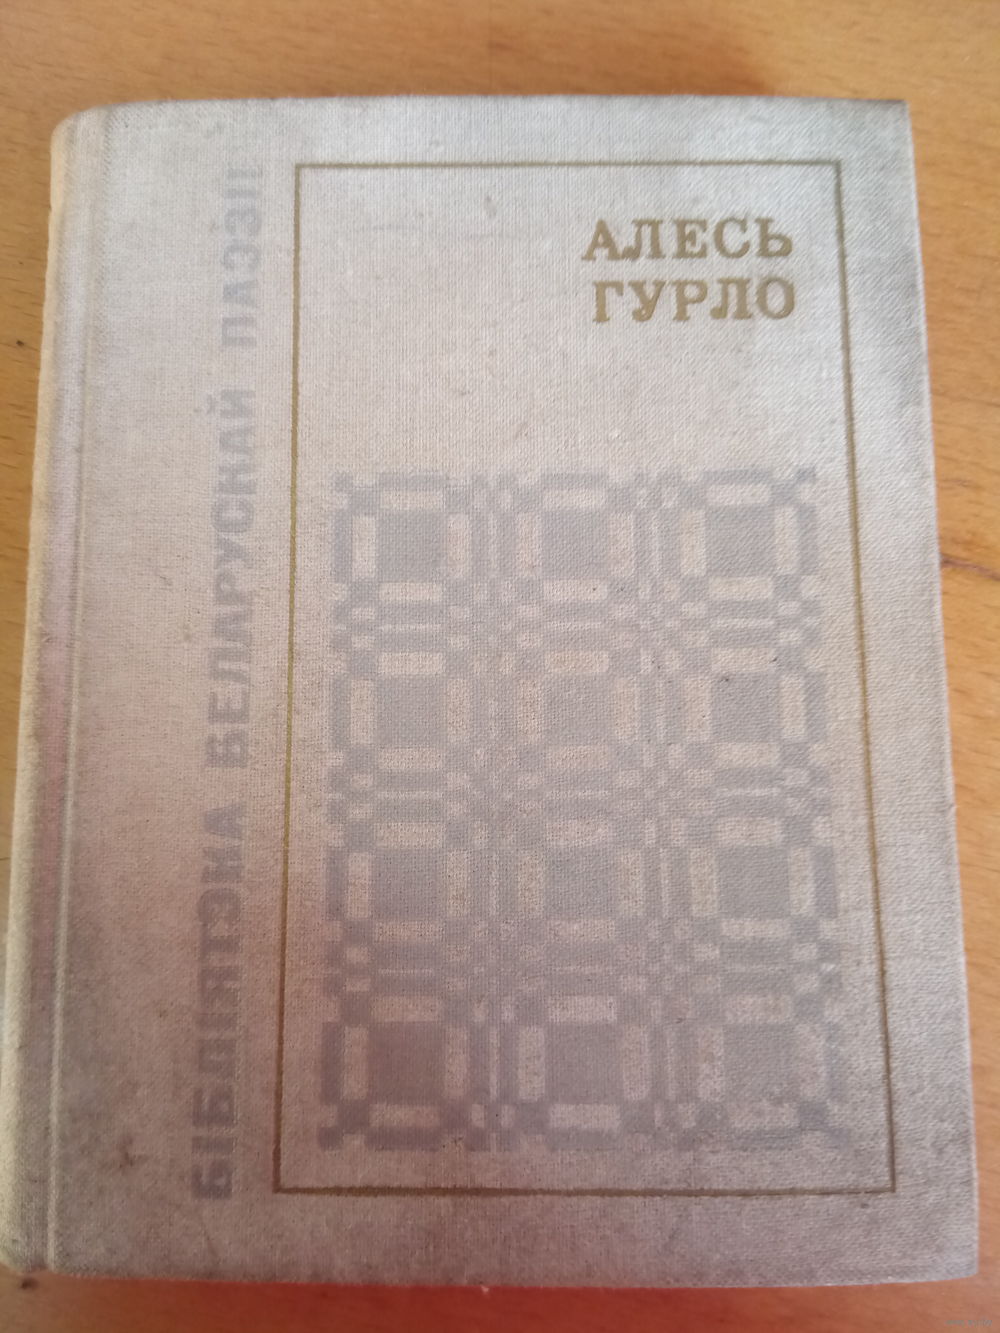 АЛЕСЬ
ГУРЛО
БІБЛІЯТЭКА БЕЛАРУСКАЙ ПАЭЗІІ